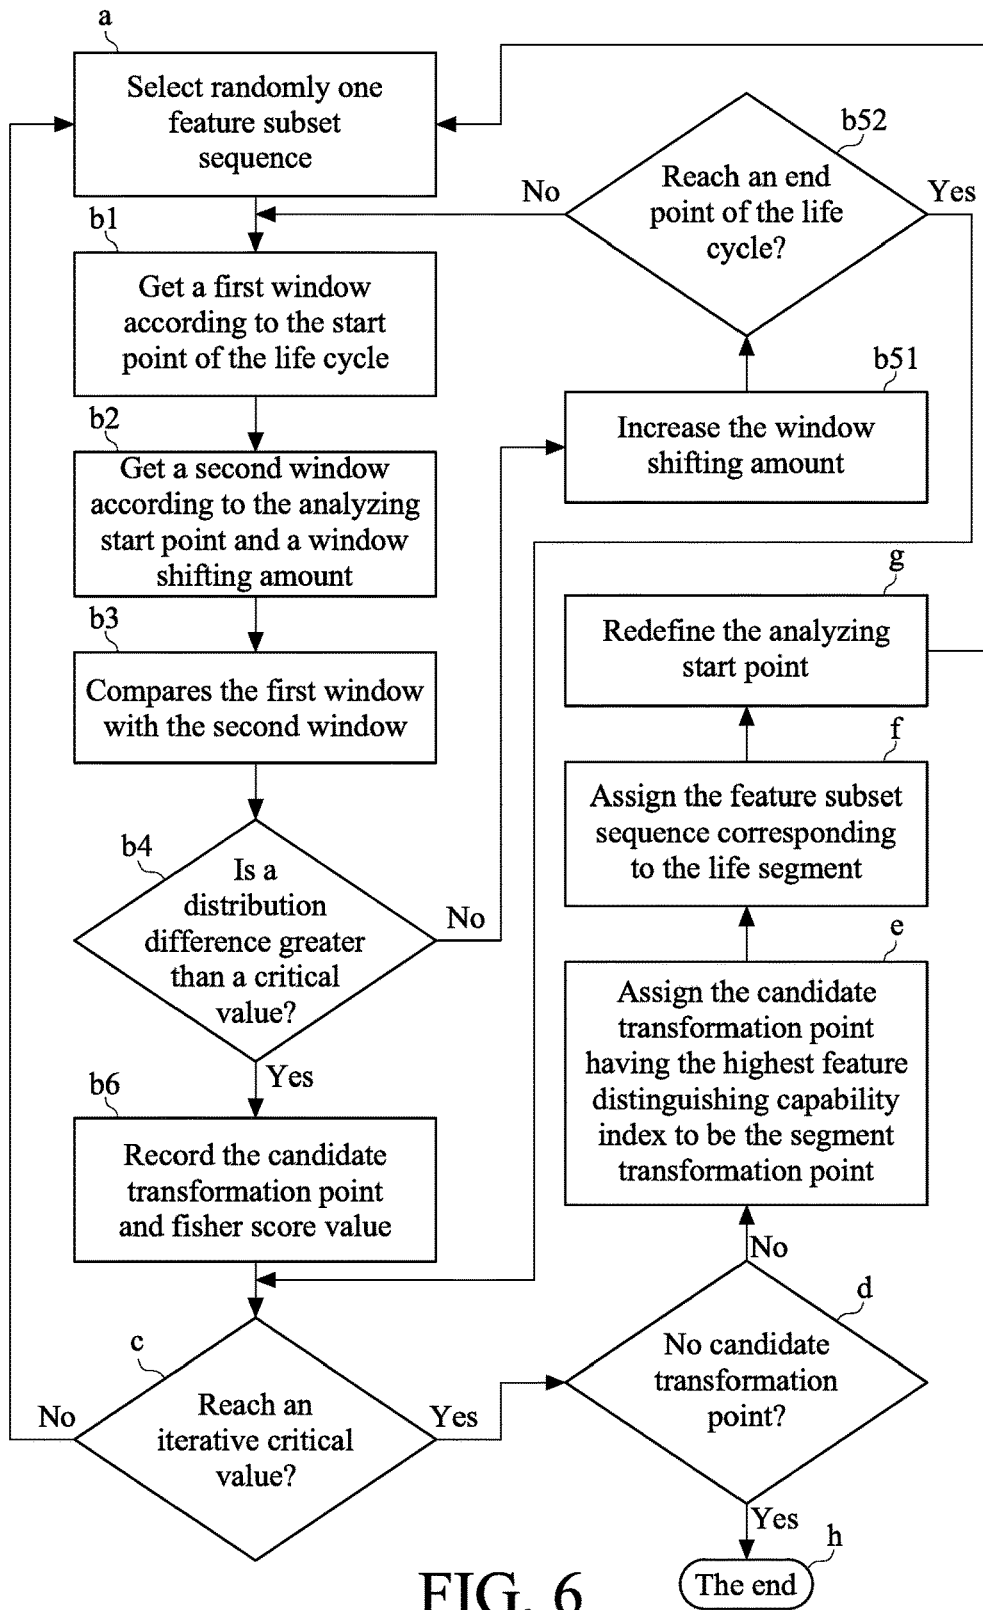 a
Select randomly one
feature subset
sequence
b1
Get a first window
according to the start
point of the life cycle
b2
Get a second window
according to the analyzing
start point and a window
shifting amount
b3
Compares the first window
with the second window
b4
Is a
distribution
difference greater
than a critical
value?
No
Yes
b6
Record the candidate
transformation point
and fisher score value
c
Reach an
iterative critical
value?
No
Yes
b52
Reach an end
point of the life
cycle?
No
Yes
b51
Increase the window
shifting amount
g
Redefine the analyzing
start point
f
Assign the feature subset
sequence corresponding
to the life segment
e
Assign the candidate
transformation point
having the highest feature
distinguishing capability
index to be the segment
transformation point
No
d
No candidate
transformation
point?
Yes
h
The end
FIG. 6